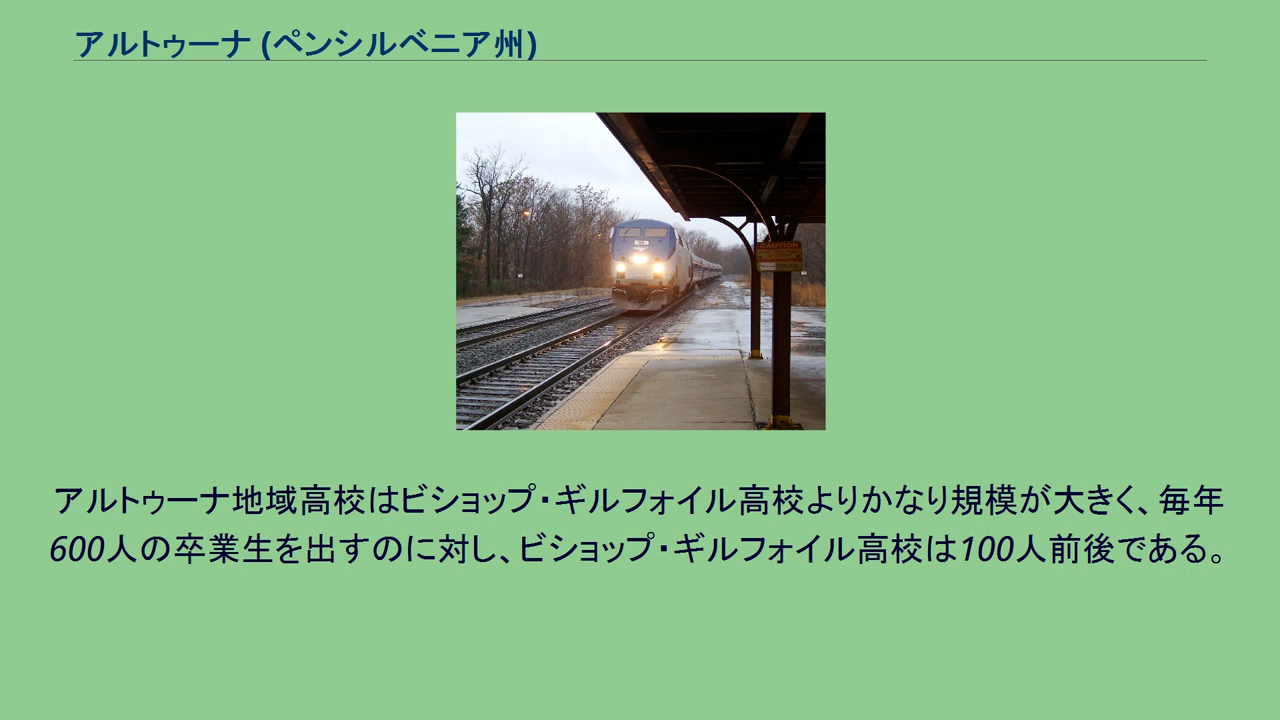 アルトゥーナ (ペンシルベニア州)
CAUTION
アルトゥーナ地域高校はビショップ・ギルフォイル高校よりかなり規模が大きく、毎年
600人の卒業生を出すのに対し、ビショップ・ギルフォイル高校は100人前後である。